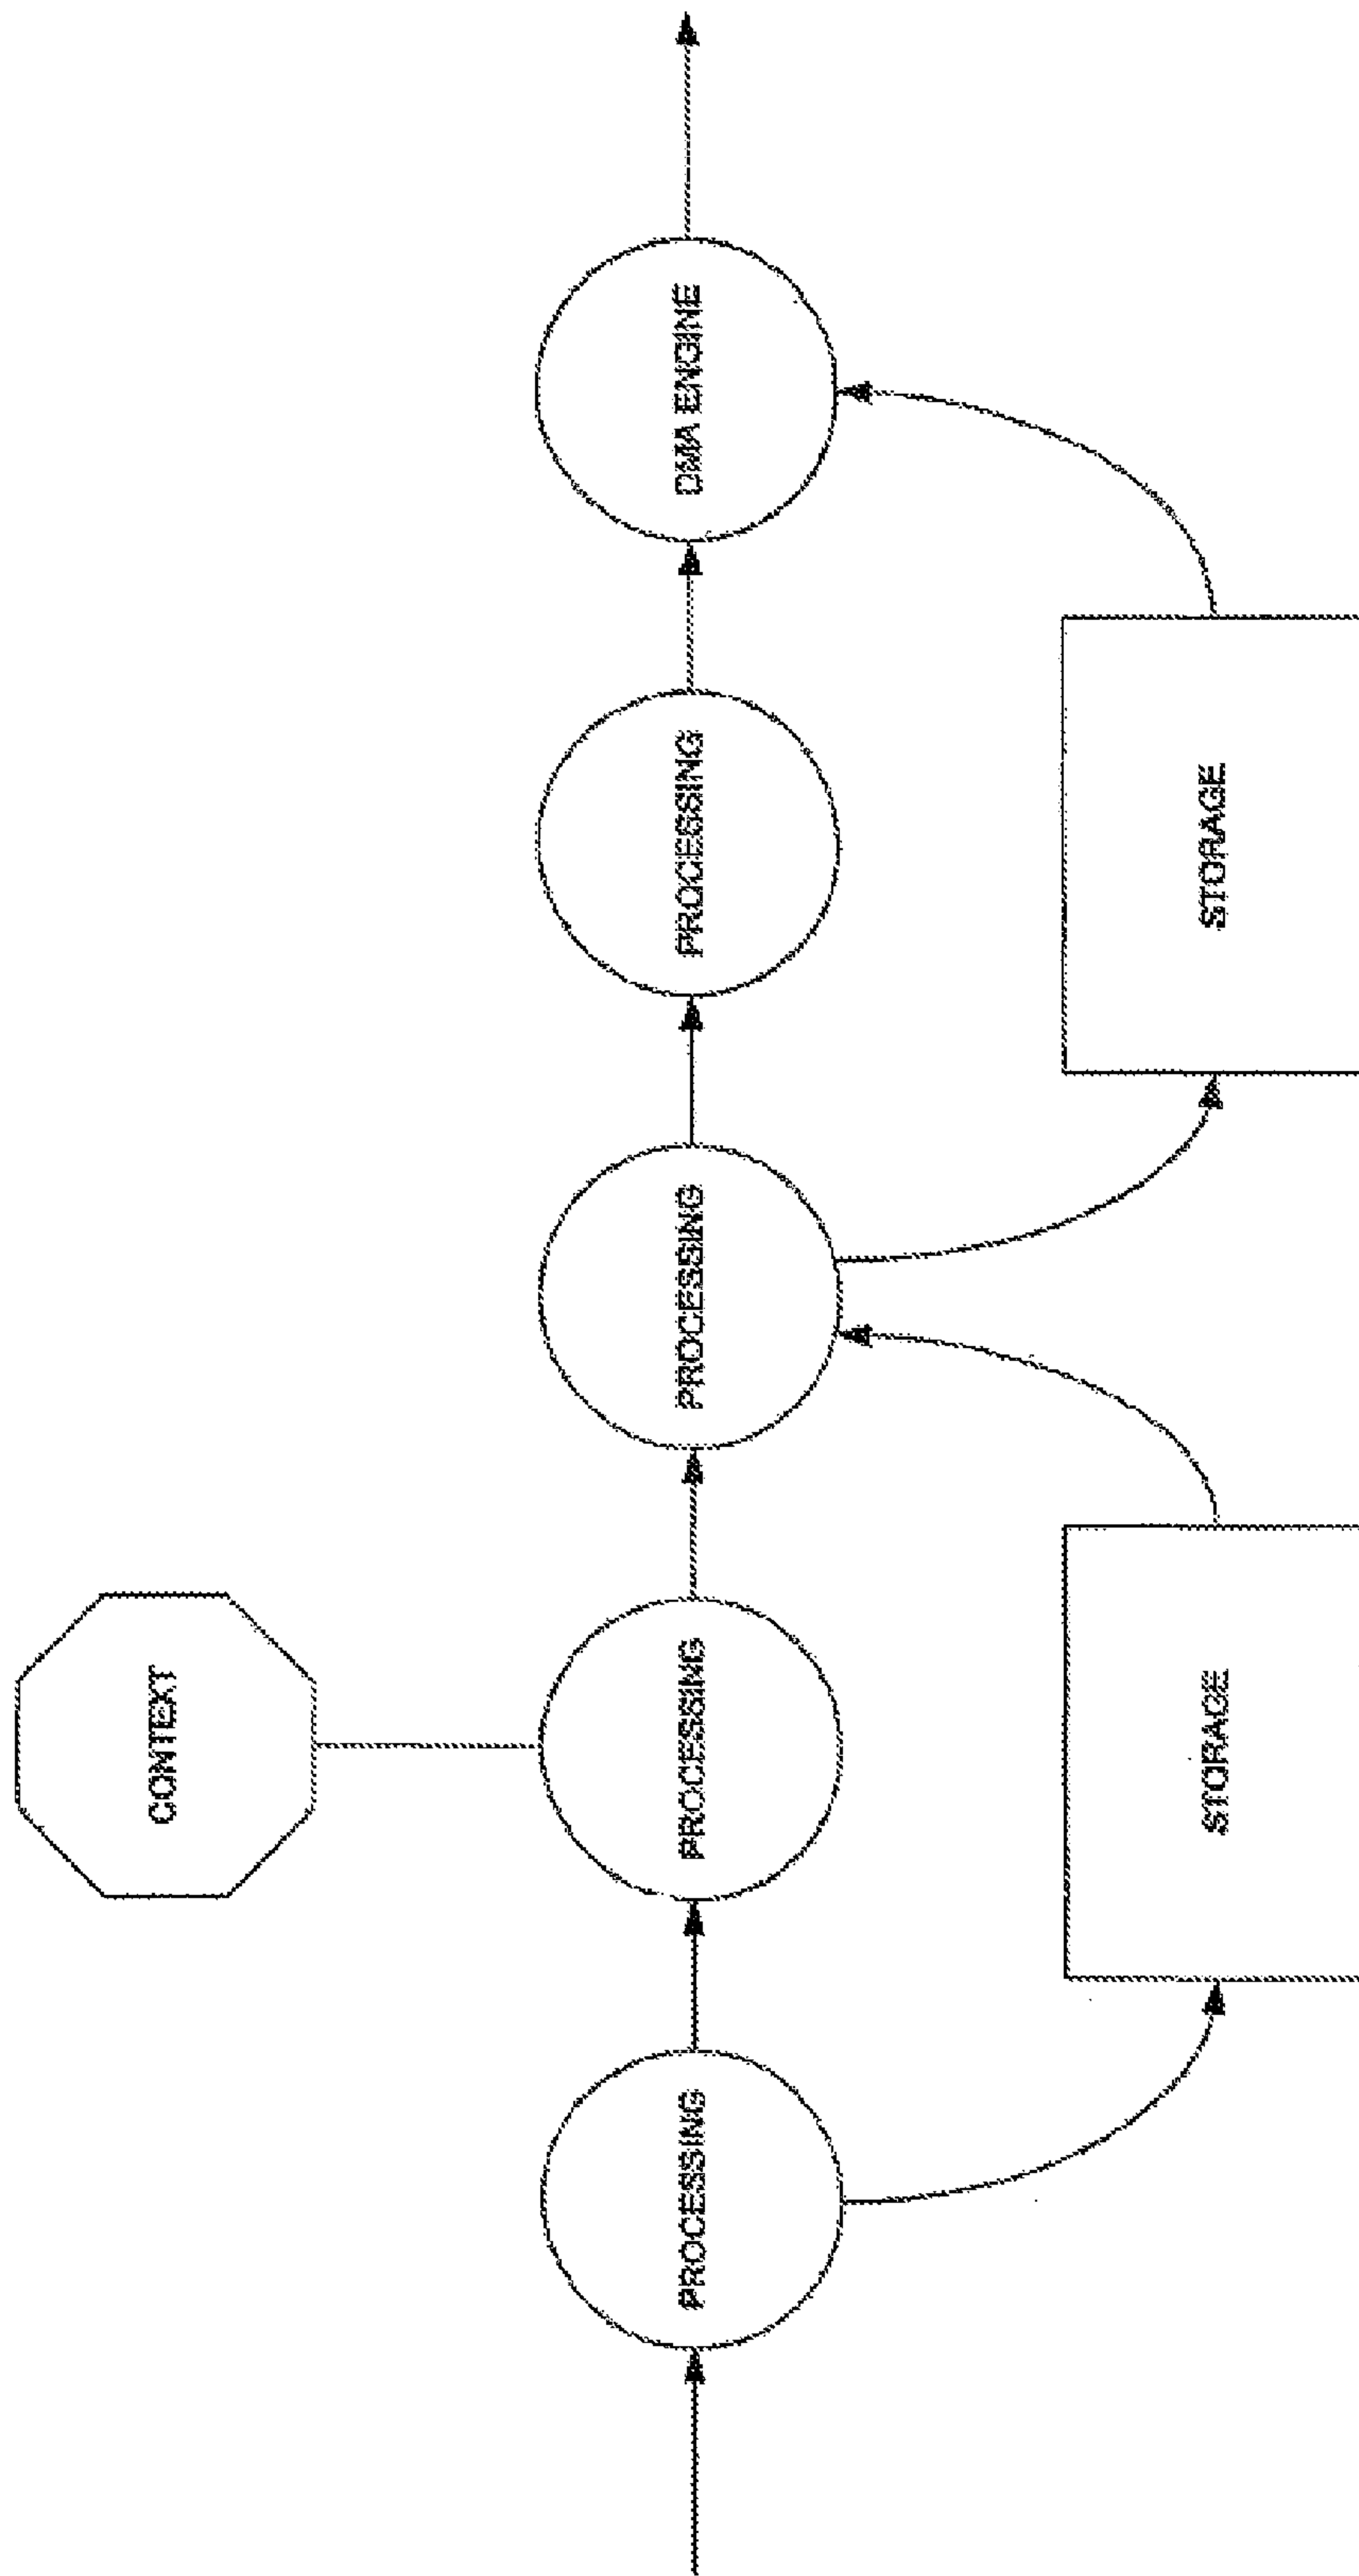 CONTEXT
PROCESSING
PROCESSING
PROCESSING
PROCESSING
DMA ENGINE
STORAGE
STORAGE